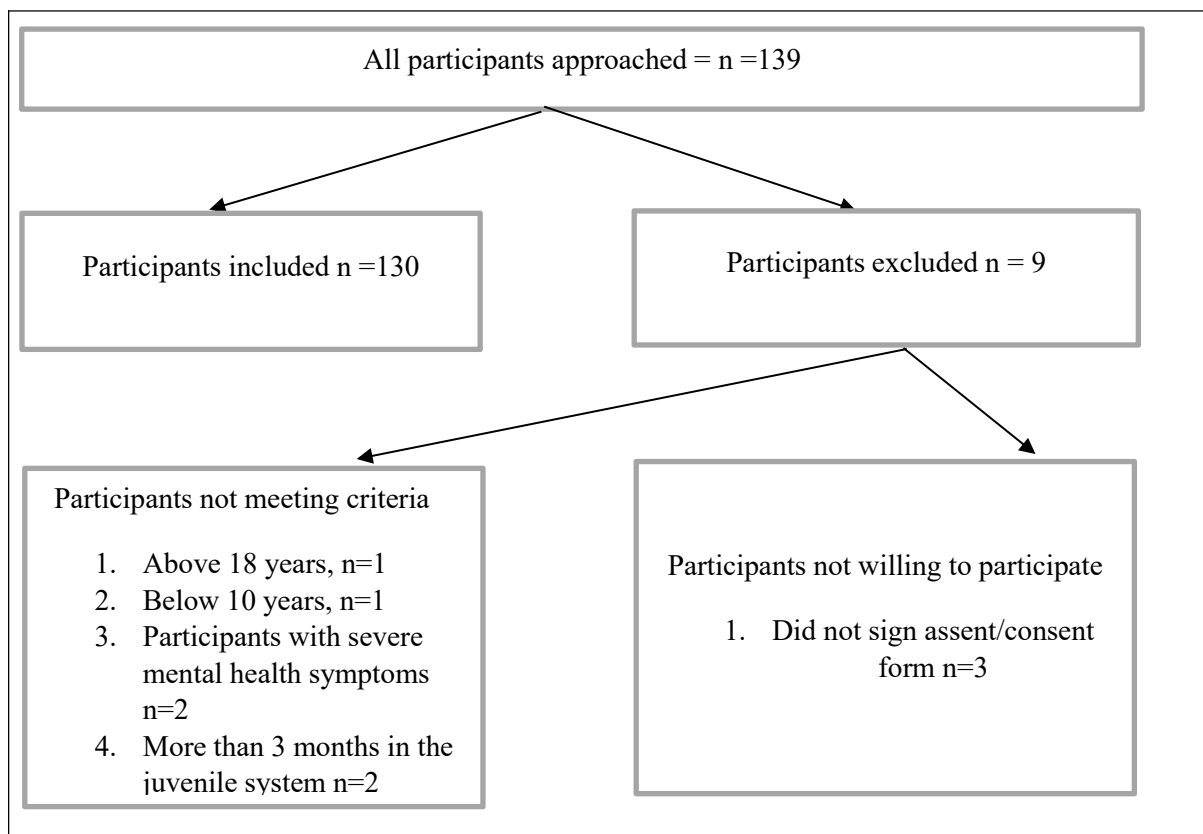 All participants approached = n =139
Participants included n =130
Participants excluded n = 9
Participants not meeting criteria
1. Above 18 years, n=1
2. Below 10 years, n=1
3. Participants with severe
mental health symptoms
n=2
4. More than 3 months in the
juvenile system n=2
Participants not willing to participate
1. Did not sign assent/consent
form n=3